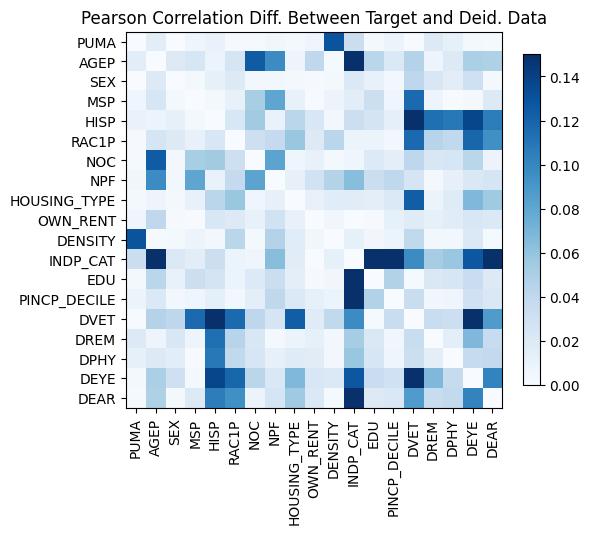 Pearson Correlation Diff. Between Target and Deid. Data
PUMA
AGEP
SEX
MSP
HISP
RAC1P
NOC
NPF
HOUSING_TYPE
OWN_RENT
DENSITY
INDP_CAT
EDU
PINCP_DECILE
DVET
DREM
DPHY
DEYE
DEAR
PUMA
AGEP
SEX
MSP
HISP
RAC1P
NOC
NPF
HOUSING_TYPE
OWN_RENT
DENSITY
INDP_CAT
EDU
PINCP_DECILE
DVET
DREM
DPHY
DEYE
DEAR
0.14
0.12
0.10
0.08
0.06
0.04
0.02
0.00